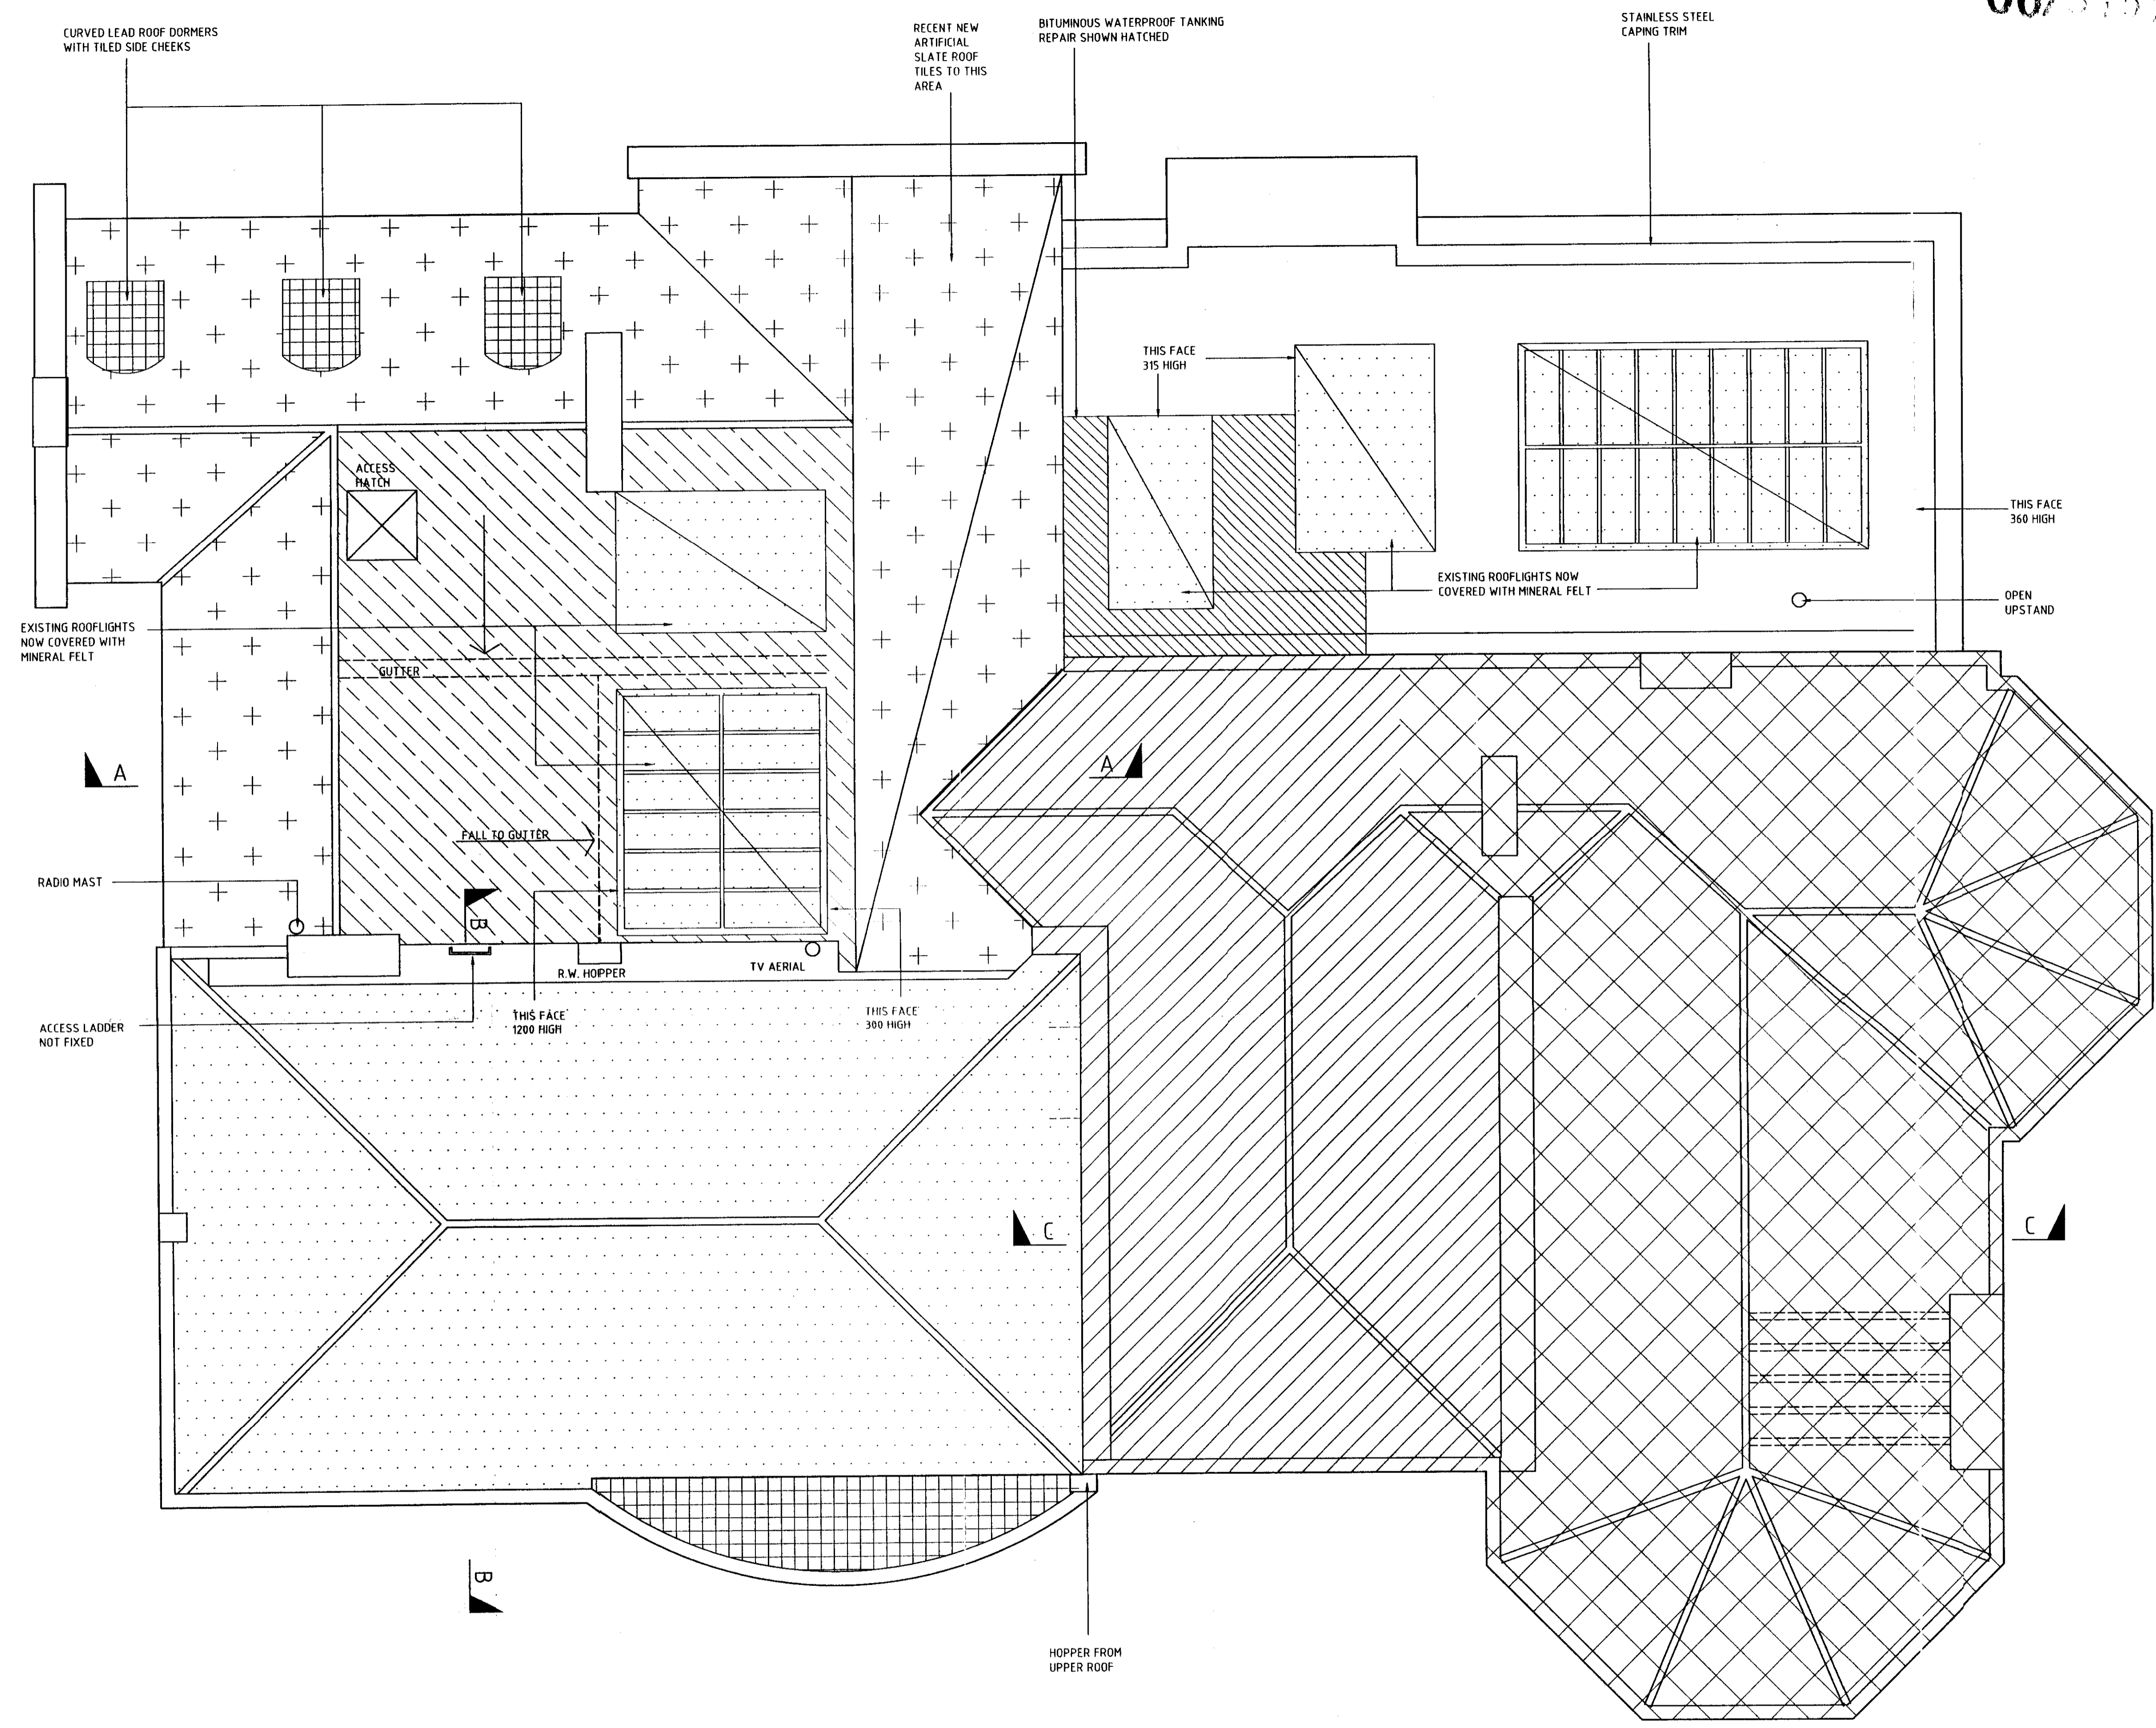 CURVED LEAD ROOF DORMERS
WITH TILED SIDE CHEEKS
RECENT NEW
ARTIFICIAL
SLATE ROOF
TILES TO THIS
AREA
BITUMINOUS WATERPROOF TANKING
REPAIR SHOWN HATCHED
STAINLESS STEEL
CAPING TRIM
THIS FACE
315 HIGH
ACCESS
HATCH
THIS FACE
360 HIGH
EXISTING ROOFLIGHTS NOW
COVERED WITH MINERAL FELT
OPEN
UPSTAND
EXISTING ROOFLIGHTS
NOW COVERED WITH
MINERAL FELT
GUTTER
A
A
FALL TO GUTTER
RADIO MAST
B
R.W. HOPPER
TV AERIAL
ACCESS LADDER
NOT FIXED
THIS FACE
1200 HIGH
THIS FACE
300 HIGH
C
C
B
HOPPER FROM
UPPER ROOF